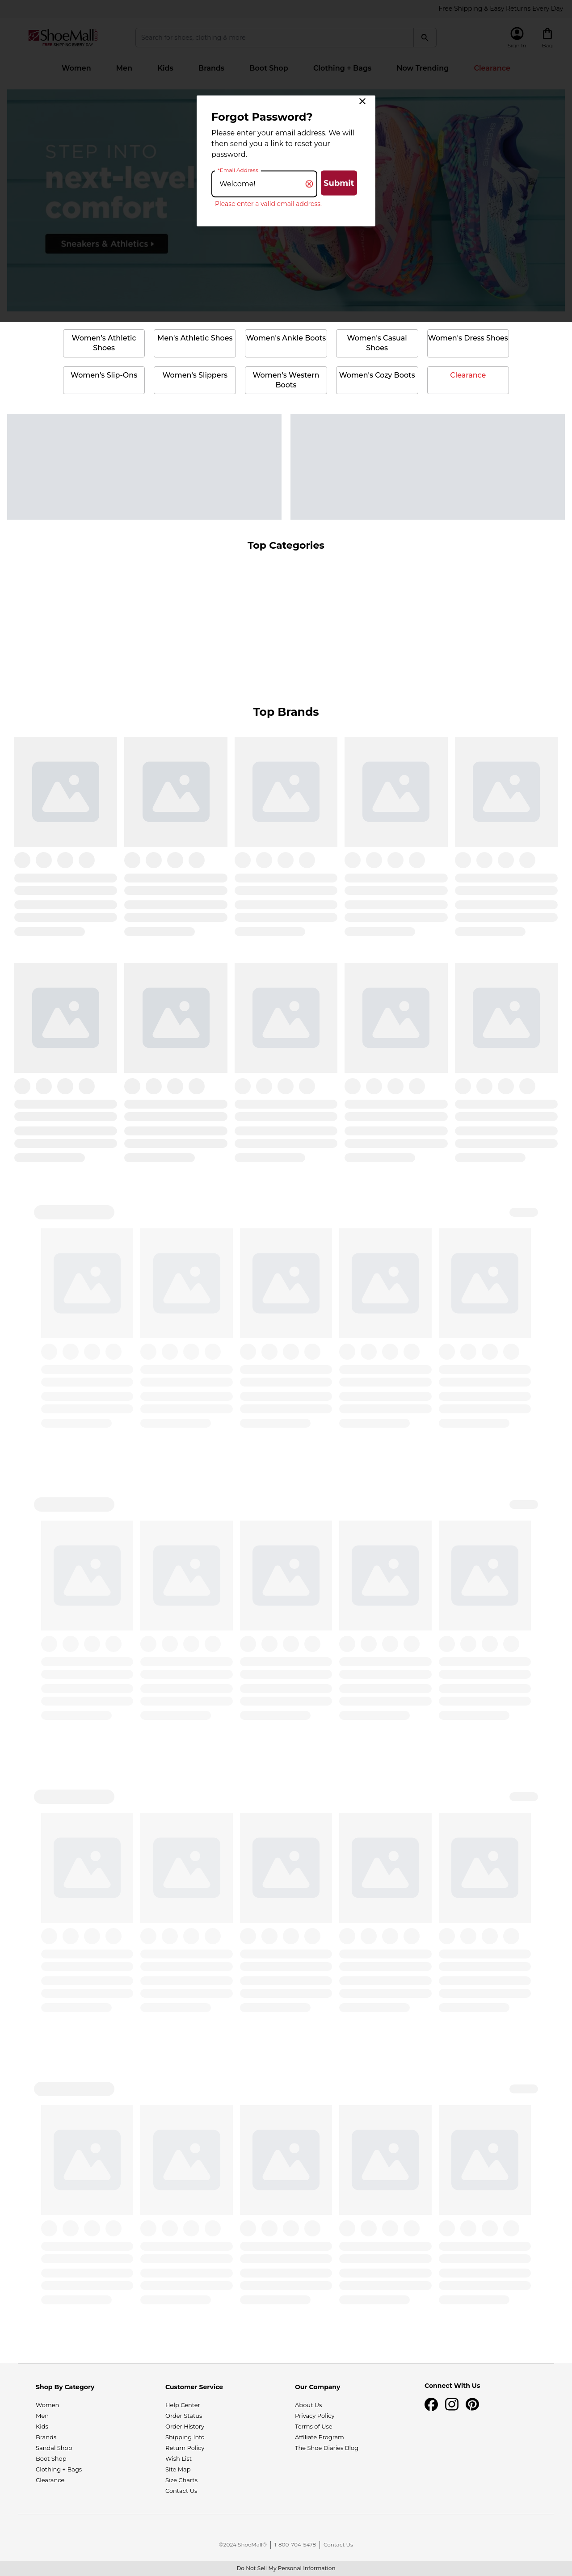 Free Shipping & Easy Returns Every Day
ShoeMall
FREE SHIPPING EVERY DAY
Search for shoes, clothing & more
Sign In
Bag
Women
Men
Kids
Brands
Boot Shop
Clothing + Bags
Now Trending
Clearance
STEP INTO
next-level
comfort
Sneakers & Athletics
Forgot Password?
Please enter your email address. We will
then send you a link to reset your
password.
*Email Address
Welcome!
Submit
Please enter a valid email address.
Women's Athletic
Shoes
Men's Athletic Shoes
Women's Ankle Boots
Women's Casual
Shoes
Women's Dress Shoes
Women's Slip-Ons
Women's Slippers
Women's Western
Boots
Women's Cozy Boots
Clearance
Top Categories
Top Brands
Shop By Category
Women
Men
Kids
Brands
Sandal Shop
Boot Shop
Clothing + Bags
Clearance
Customer Service
Help Center
Order Status
Order History
Shipping Info
Return Policy
Wish List
Site Map
Size Charts
Contact Us
Our Company
About Us
Privacy Policy
Terms of Use
Affiliate Program
The Shoe Diaries Blog
Connect With Us
©2024 ShoeMall®
1-800-704-5478
Contact Us
Do Not Sell My Personal Information